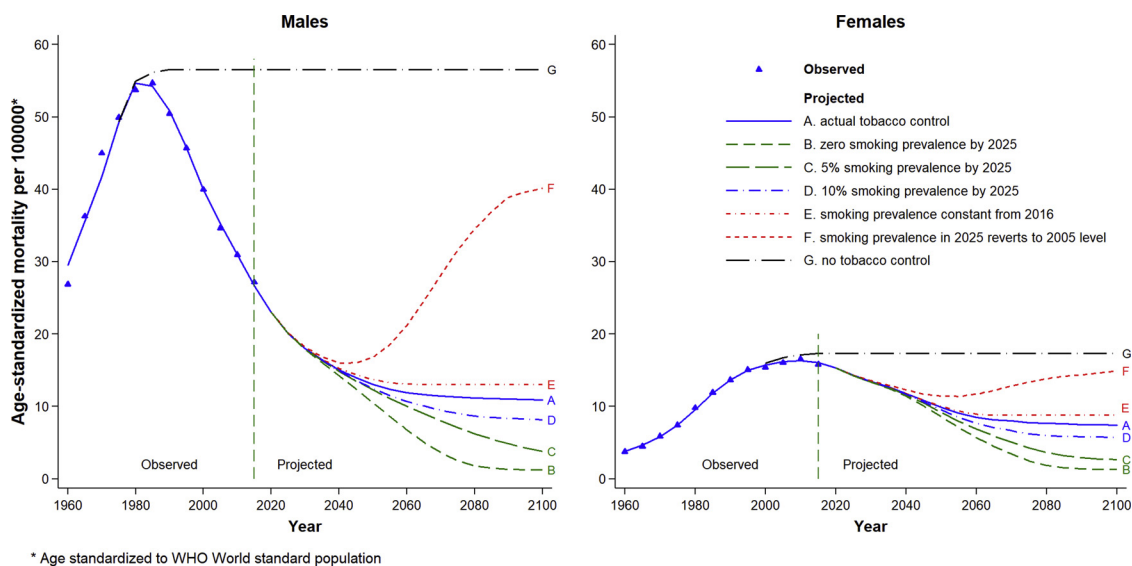 Males
Females
Age-standardized mortality per 100000*
60
50
40
30
20
10
0
G
F
E
A
D
C
B
Observed
Projected
1960
1980
2000
2020
2040
2060
2080
2100
Year
60
50
40
30
20
10
0
Observed
Projected
A. actual tobacco control
B. zero smoking prevalence by 2025
C. 5% smoking prevalence by 2025
D. 10% smoking prevalence by 2025
E. smoking prevalence constant from 2016
F. smoking prevalence in 2025 reverts to 2005 level
G. no tobacco control
G
F
E
A
D
C
B
Observed
Projected
1960
1980
2000
2020
2040
2060
2080
2100
Year
* Age standardized to WHO World standard population